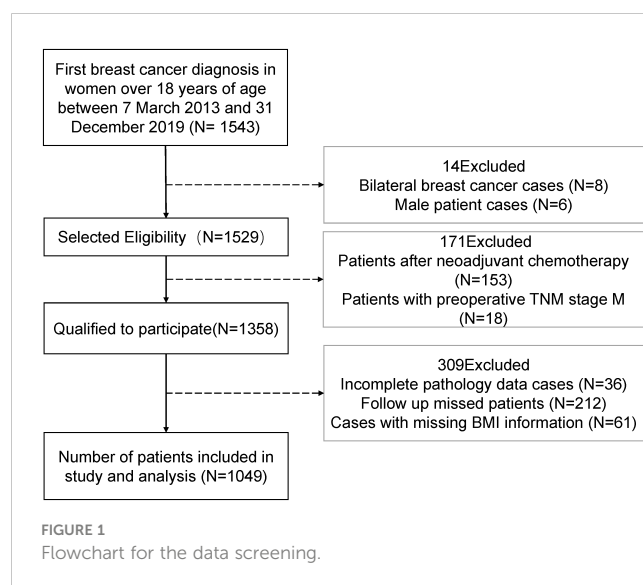 First breast cancer diagnosis in
women over 18 years of age
between 7 March 2013 and 31
December 2019 (N= 1543)
14Excluded
Bilateral breast cancer cases (N=8)
Male patient cases (N=6)
Selected Eligibility（N=1529）
171Excluded
Patients after neoadjuvant chemotherapy
(N=153)
Patients with preoperative TNM stage M
(N=18)
Qualified to participate(N=1358)
309Excluded
Incomplete pathology data cases (N=36)
Follow up missed patients (N=212)
Cases with missing BMI information (N=61)
Number of patients included in
study and analysis (N=1049)
FIGURE 1
Flowchart for the data screening.